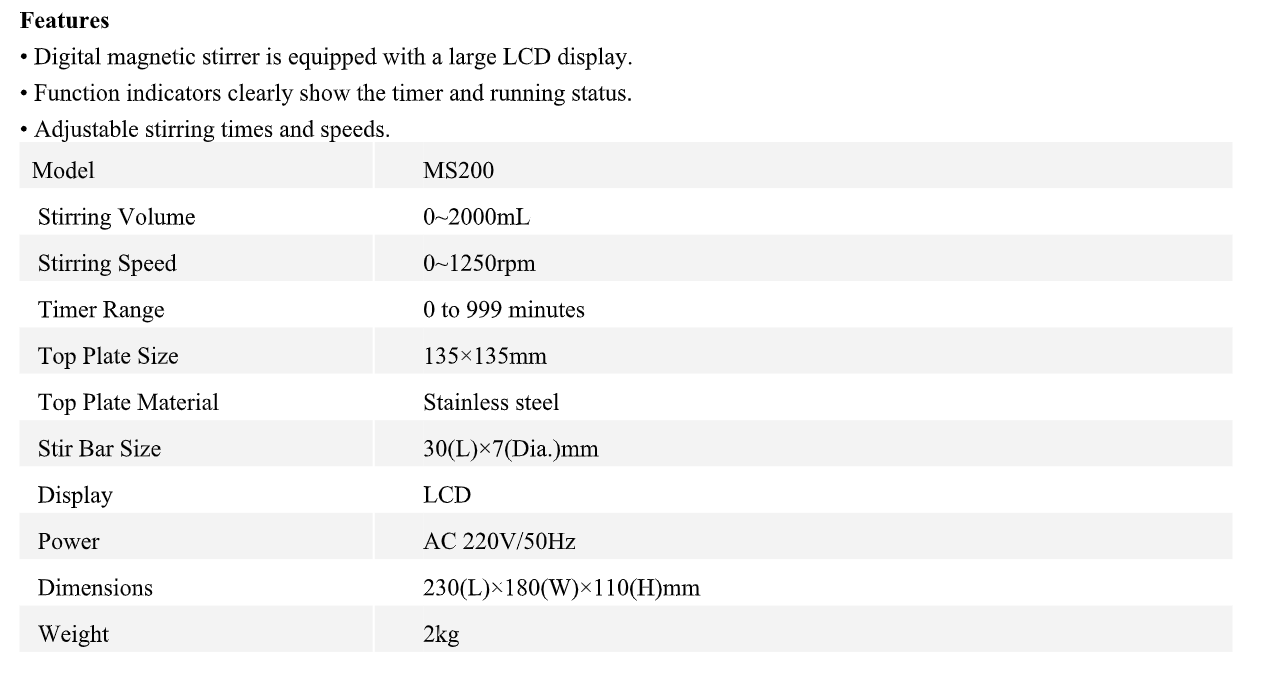 Features
• Digital magnetic stirrer is equipped with a large LCD display.
• Function indicators clearly show the timer and running status.
• Adjustable stirring times and speeds.
Model MS200
Stirring Volume 0~2000mL
Stirring Speed 0~1250rpm
Timer Range 0 to 999 minutes
Top Plate Size 135×135mm
Top Plate Material Stainless steel
Stir Bar Size 30(L)×7(Dia.)mm
Display LCD
Power AC 220V/50Hz
Dimensions 230(L)×180(W)×110(H)mm
Weight 2kg